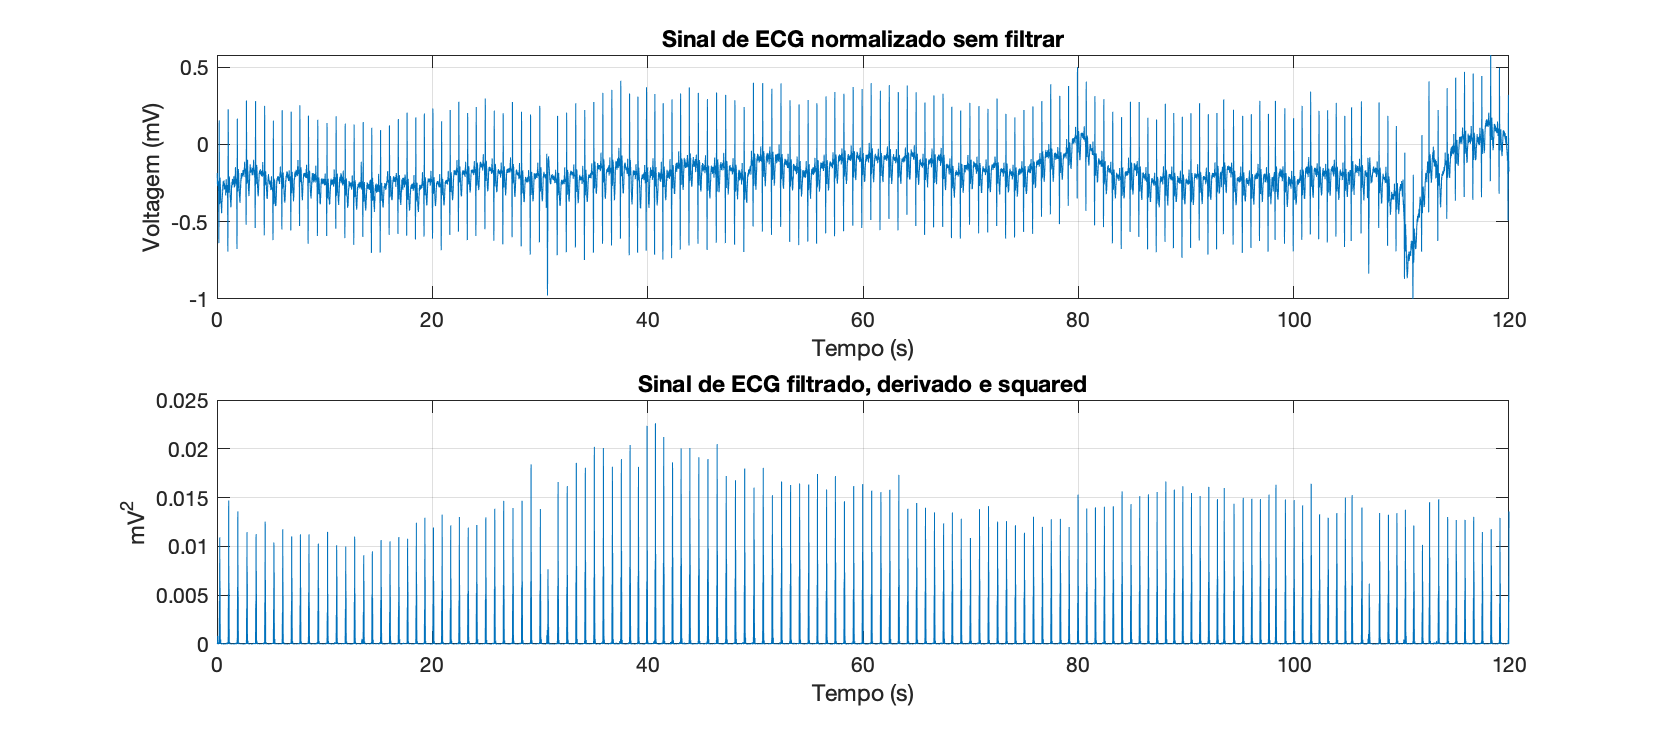 Sinal de ECG normalizado sem filtrar
0.5
0
-0.5
-1
Voltagem (mV)
0 20 40 60 80 100 120
Tempo (s)
Sinal de ECG filtrado, derivado e squared
0.025
0.02
0.015
0.01
0.005
0
mV²
0 20 40 60 80 100 120
Tempo (s)